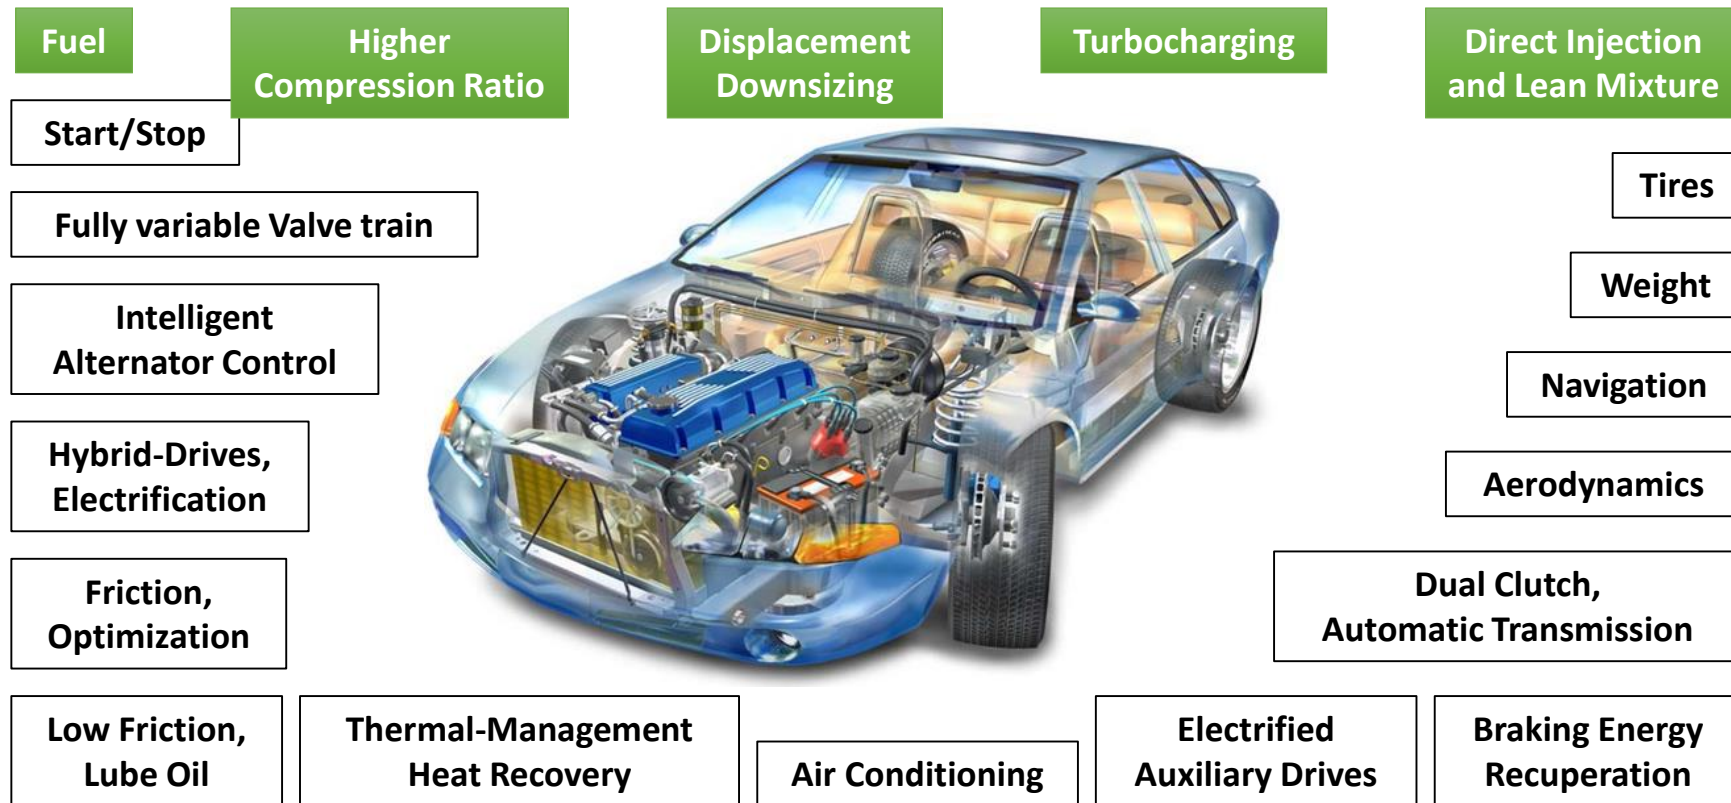 Fuel
Higher
Compression Ratio
Displacement
Downsizing
Turbocharging
Direct Injection
and Lean Mixture
Start/Stop
Tires
Fully variable Valve train
Weight
Intelligent
Alternator Control
Navigation
Hybrid-Drives,
Electrification
Aerodynamics
Friction,
Optimization
Dual Clutch,
Automatic Transmission
Low Friction,
Lube Oil
Thermal-Management
Heat Recovery
Air Conditioning
Electrified
Auxiliary Drives
Braking Energy
Recuperation